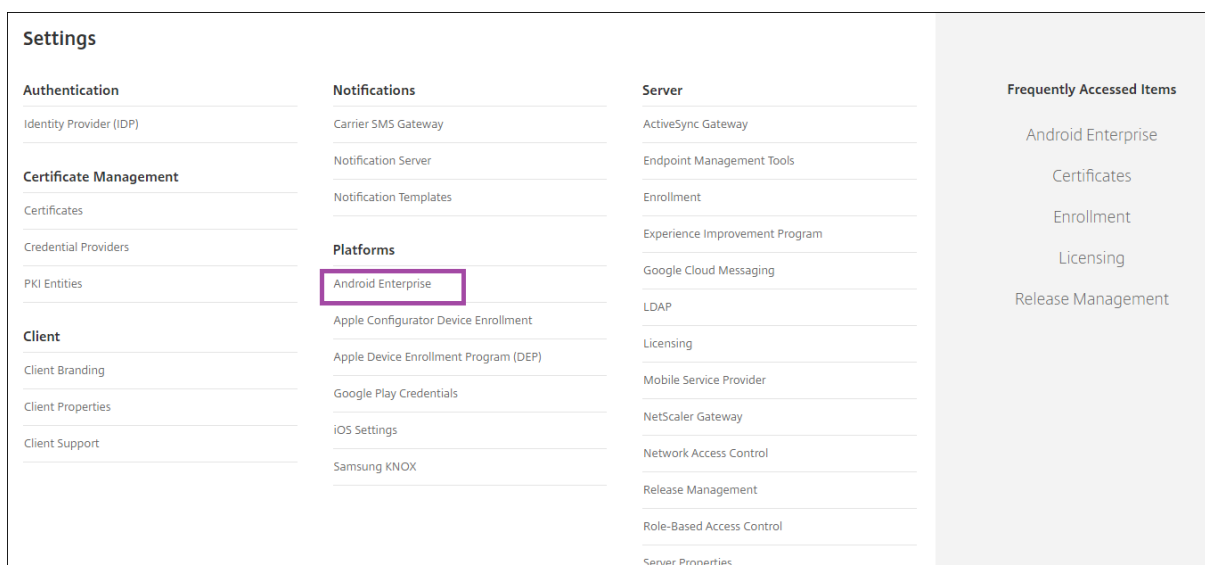 Settings
Authentication
Identity Provider (IDP)
Certificate Management
Certificates
Credential Providers
PKI Entities
Client
Client Branding
Client Properties
Client Support
Notifications
Carrier SMS Gateway
Notification Server
Notification Templates
Platforms
Android Enterprise
Apple Configurator Device Enrollment
Apple Device Enrollment Program (DEP)
Google Play Credentials
iOS Settings
Samsung KNOX
Server
ActiveSync Gateway
Endpoint Management Tools
Enrollment
Experience Improvement Program
Google Cloud Messaging
LDAP
Licensing
Mobile Service Provider
NetScaler Gateway
Network Access Control
Release Management
Role-Based Access Control
Server Properties
Frequently Accessed Items
Android Enterprise
Certificates
Enrollment
Licensing
Release Management